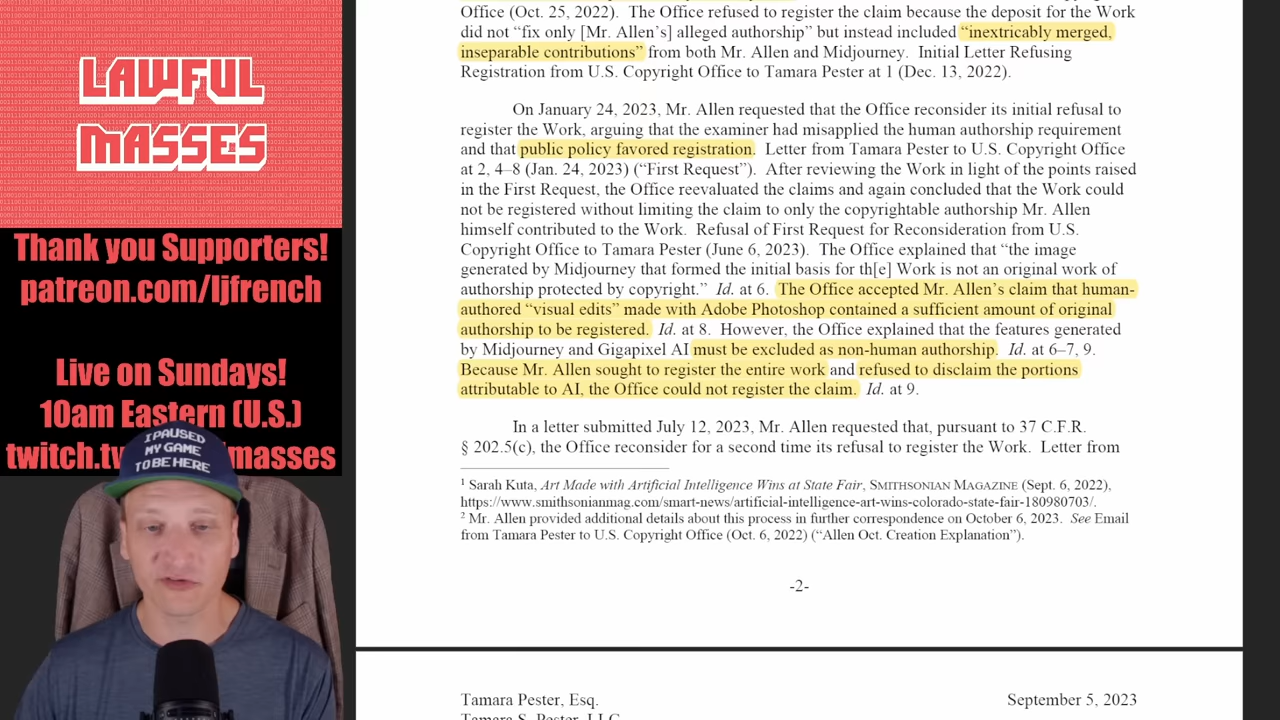 LAWFUL
MASSES
Thank you Supporters!
patreon.com/ljfrench
Live on Sundays!
10am Eastern (U.S.)
masses
I PAUSED
MY GAME
TO BE HERE
Office (Oct. 25, 2022).  The Office refused to register the claim because the deposit for the Work
did not “fix only [Mr. Allen’s] alleged authorship” but instead included “inextricably merged,
inseparable contributions” from both Mr. Allen and Midjourney.  Initial Letter Refusing
Registration from U.S. Copyright Office to Tamara Pester at 1 (Dec. 13, 2022).
On January 24, 2023, Mr. Allen requested that the Office reconsider its initial refusal to
register the Work, arguing that the examiner had misapplied the human authorship requirement
and that public policy favored registration.  Letter from Tamara Pester to U.S. Copyright Office
at 2, 4–8 (Jan. 24, 2023) (“First Request”).  After reviewing the Work in light of the points raised
in the First Request, the Office reevaluated the claims and again concluded that the Work could
not be registered without limiting the claim to only the copyrightable authorship Mr. Allen
himself contributed to the Work.  Refusal of First Request for Reconsideration from U.S.
Copyright Office to Tamara Pester (June 6, 2023).  The Office explained that “the image
generated by Midjourney that formed the initial basis for th[e] Work is not an original work of
authorship protected by copyright.”  Id. at 6.  The Office accepted Mr. Allen’s claim that human-
authored “visual edits” made with Adobe Photoshop contained a sufficient amount of original
authorship to be registered.  Id. at 8.  However, the Office explained that the features generated
by Midjourney and Gigapixel AI must be excluded as non-human authorship.  Id. at 6–7, 9.
Because Mr. Allen sought to register the entire work and refused to disclaim the portions
attributable to AI, the Office could not register the claim.  Id. at 9.
In a letter submitted July 12, 2023, Mr. Allen requested that, pursuant to 37 C.F.R.
§ 202.5(c), the Office reconsider for a second time its refusal to register the Work.  Letter from
1 Sarah Kuta, Art Made with Artificial Intelligence Wins at State Fair, SMITHSONIAN MAGAZINE (Sept. 6, 2022),
https://www.smithsonianmag.com/smart-news/artificial-intelligence-art-wins-colorado-state-fair-180980703/.
2 Mr. Allen provided additional details about this process in further correspondence on October 6, 2023.  See Email
from Tamara Pester to U.S. Copyright Office (Oct. 6, 2022) (“Allen Oct. Creation Explanation”).
-2-
Tamara Pester, Esq.
September 5, 2023